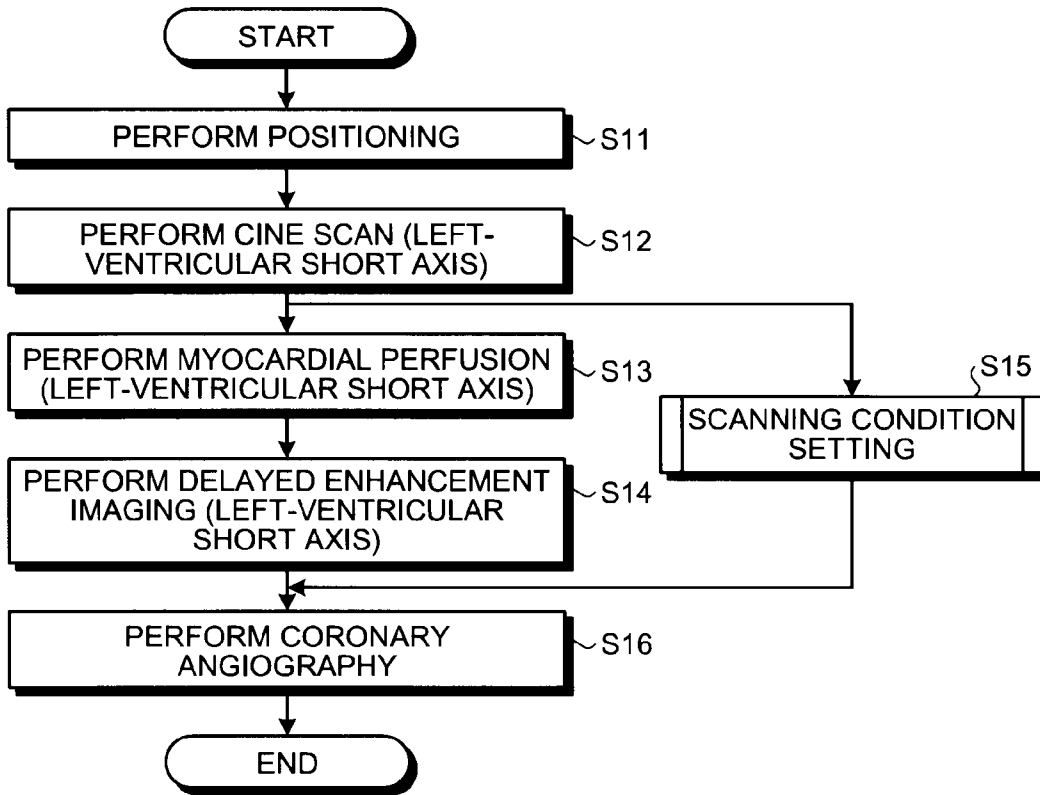 START
PERFORM POSITIONING
S11
PERFORM CINE SCAN (LEFT-
VENTRICULAR SHORT AXIS)
S12
PERFORM MYOCARDIAL PERFUSION
(LEFT-VENTRICULAR SHORT AXIS)
S13
S15
SCANNING CONDITION
SETTING
PERFORM DELAYED ENHANCEMENT
IMAGING (LEFT-VENTRICULAR
SHORT AXIS)
S14
PERFORM CORONARY
ANGIOGRAPHY
S16
END